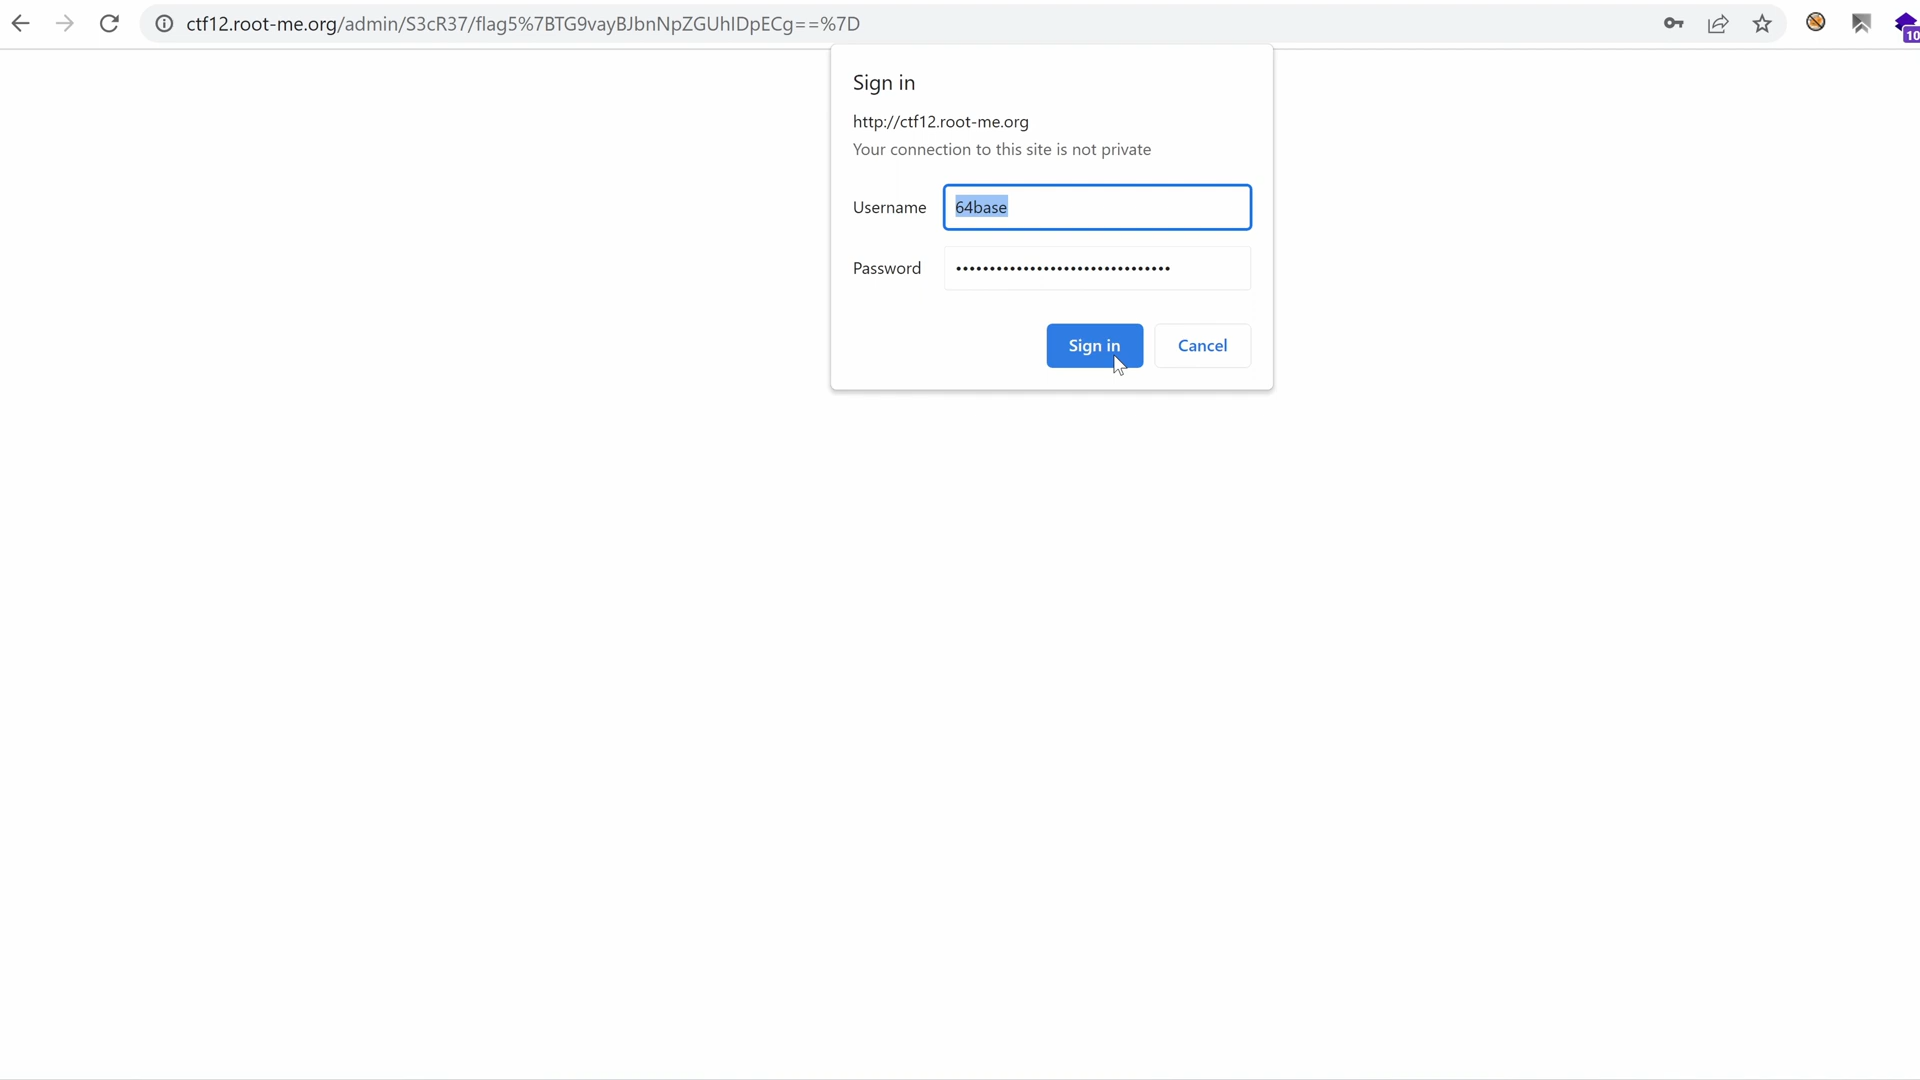 ctf12.root-me.org/admin/S3cR37/flag5%7BTG9vayBJbnNpZGUhIDpECg==%7D
10
Sign in
http://ctf12.root-me.org
Your connection to this site is not private
Username 64base
Password ••••••••••••••••••••••••••••••••
Sign in Cancel